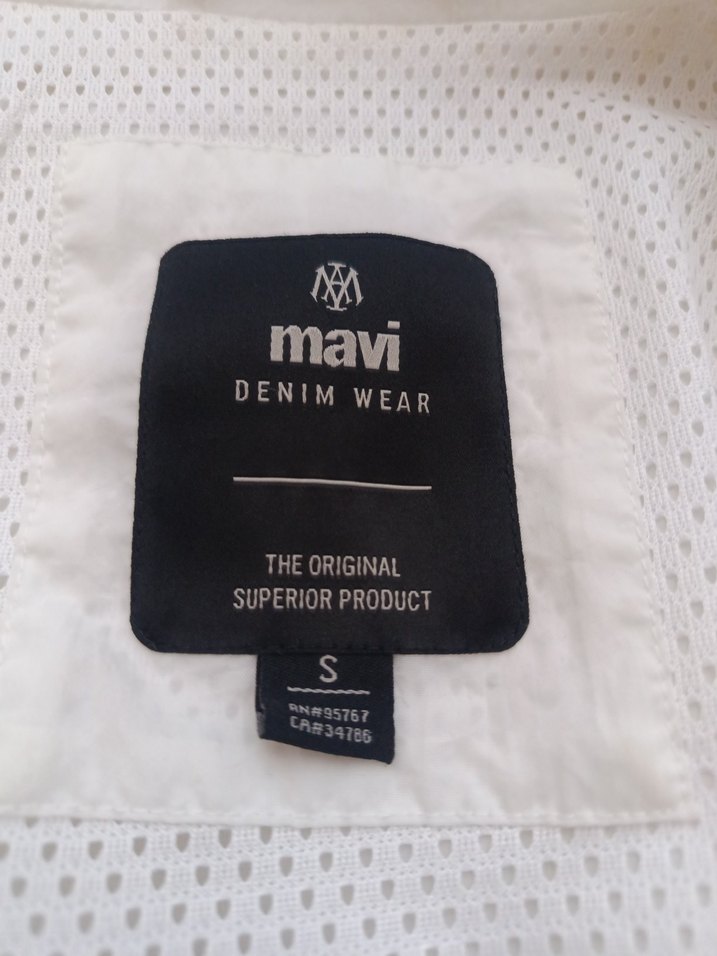 mavi
DENIM WEAR
THE ORIGINAL
SUPERIOR PRODUCT
S
RN#95767
CA#34786